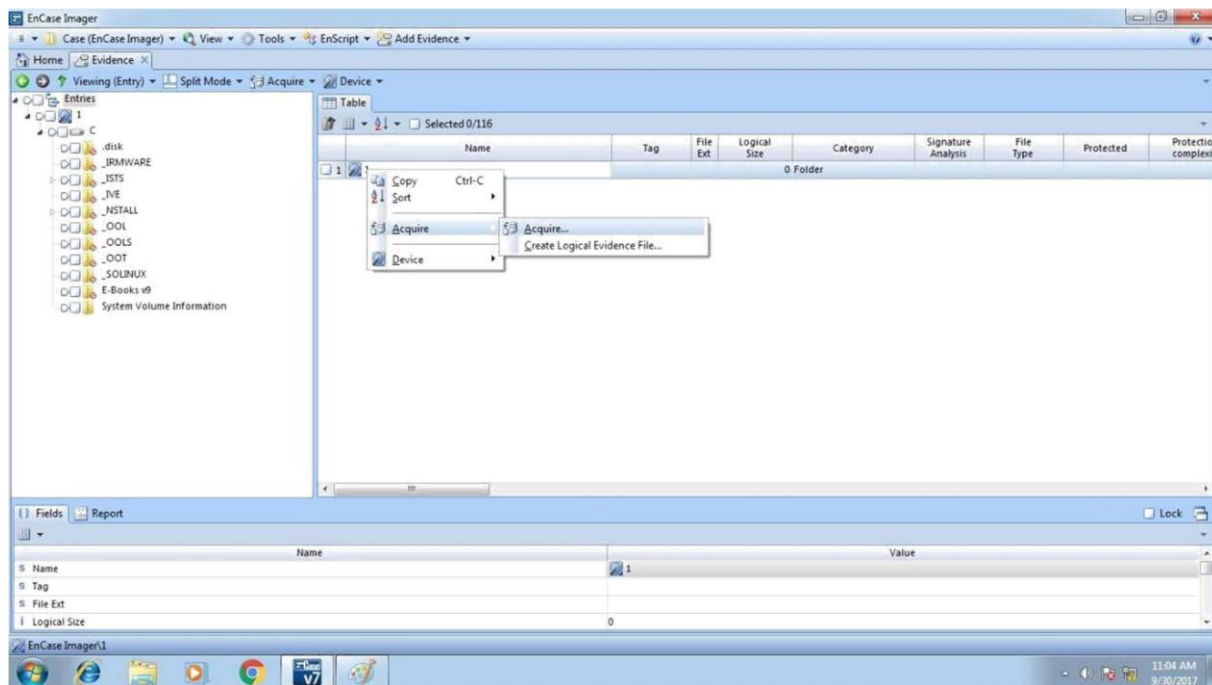 EnCase Imager
Case (EnCase Imager) View Tools EnScript Add Evidence
Home Evidence
Viewing (Entry) Split Mode Acquire Device
Entries
1
C
.disk
_IRMWARE
_ISTS
_IVE
_NSTALL
_OOL
_OOLS
_OOT
_SOLINUX
E-Books v9
System Volume Information
Table
Selected 0/116
Name Tag File Ext Logical Size Category Signature Analysis File Type Protected
1 0 Folder
Copy Ctrl-C
Sort
Acquire
Device
Acquire...
Create Logical Evidence File...
Fields Report Lock
Name Value
S Name 1
S Tag
S File Ext
i Logical Size 0
EnCase Imager\1
v7
11:04 AM
9/30/2017